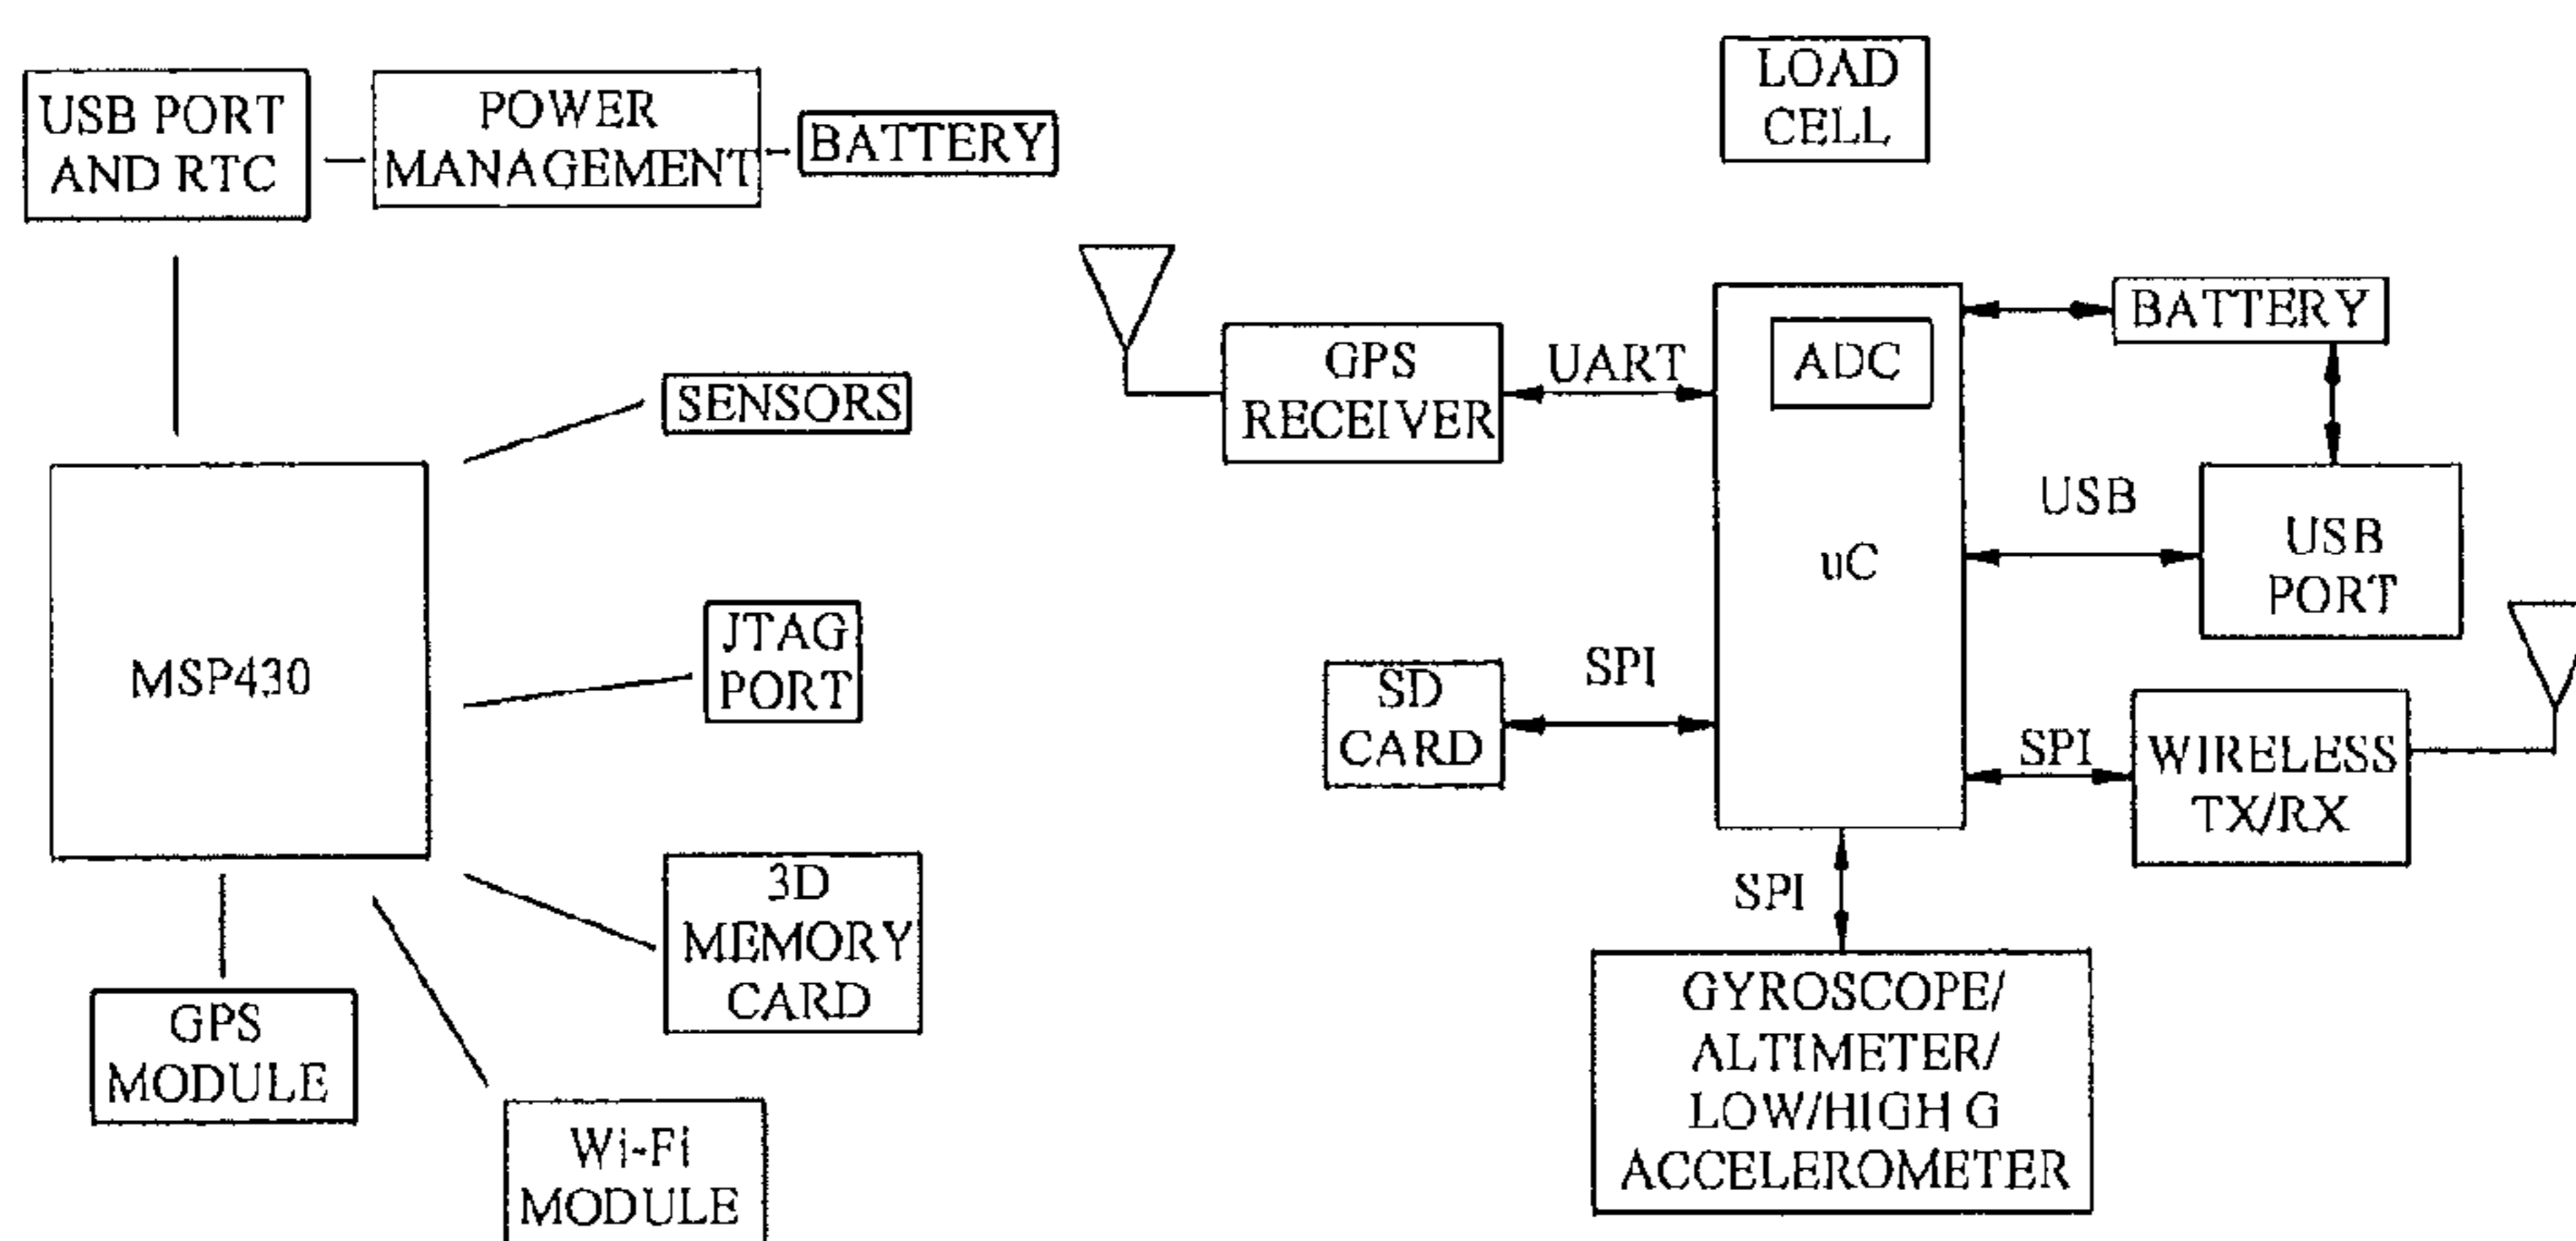 USB PORT
AND RTC
POWER
MANAGEMENT
BATTERY
SENSORS
MSP430
JTAG
PORT
3D
MEMORY
CARD
GPS
MODULE
Wi-Fi
MODULE
LOAD
CELL
GPS
RECEIVER
UART
ADC
uC
BATTERY
USB
USB
PORT
SD
CARD
SPI
SPI
WIRELESS
TX/RX
SPI
GYROSCOPE/
ALTIMETER/
LOW/HIGH G
ACCELEROMETER